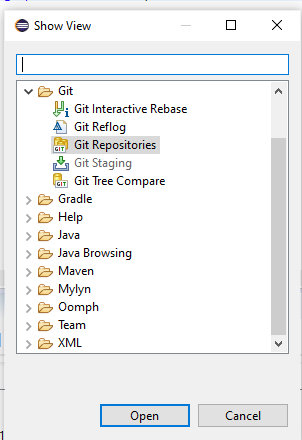 Show View
Git
Git Interactive Rebase
Git Reflog
Git Repositories
Git Staging
Git Tree Compare
Gradle
Help
Java
Java Browsing
Maven
Mylyn
Oomph
Team
XML
Open
Cancel